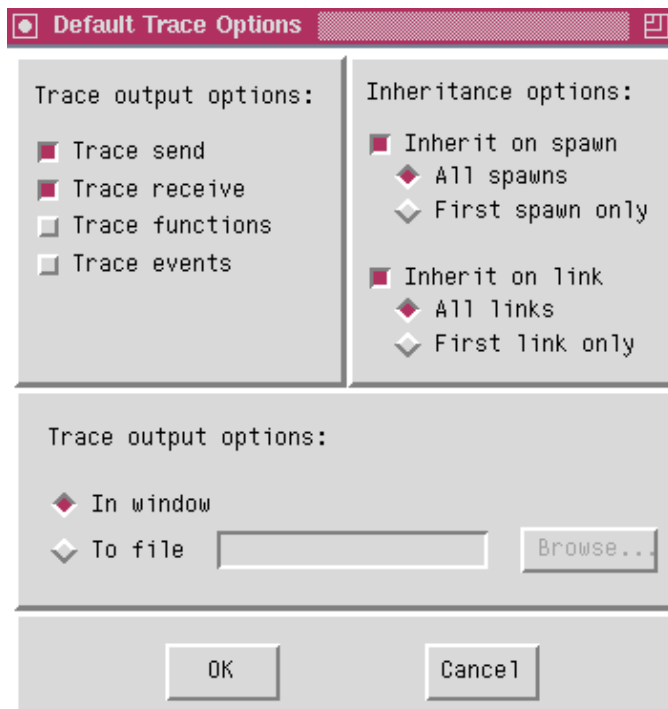 Default Trace Options
Trace output options:
Trace send
Trace receive
Trace functions
Trace events
Inheritance options:
Inherit on spawn
All spawns
First spawn only
Inherit on link
All links
First link only
Trace output options:
In window
To file
Browse...
OK
Cancel